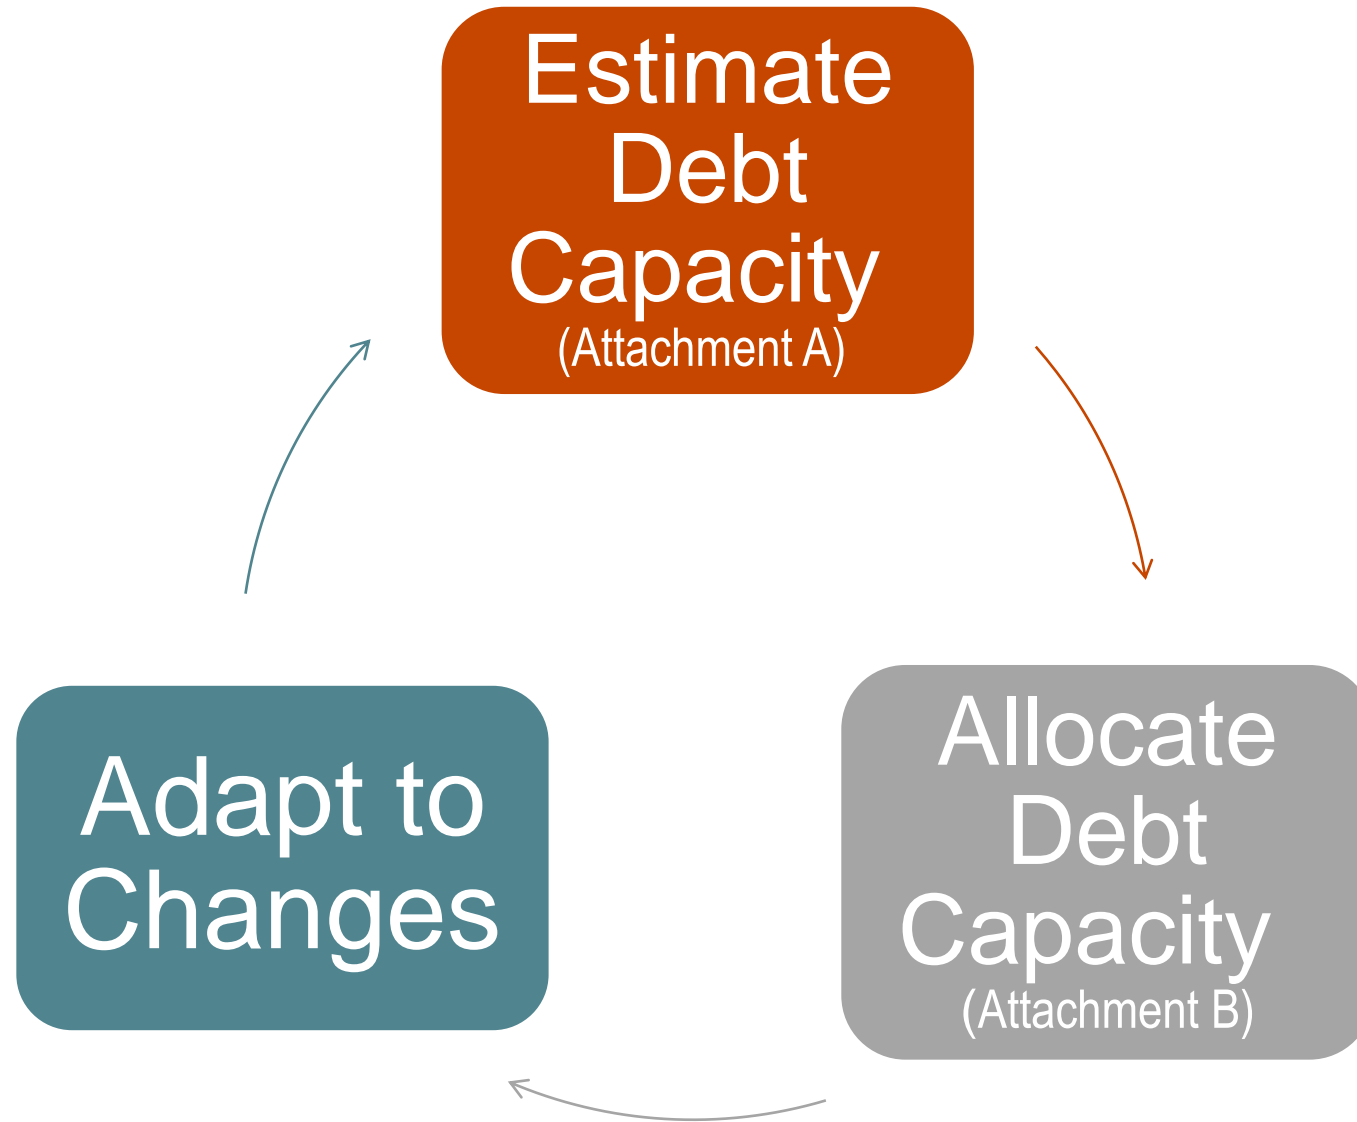 Estimate
Debt
Capacity
(Attachment A)
Adapt to
Changes
Allocate
Debt
Capacity
(Attachment B)